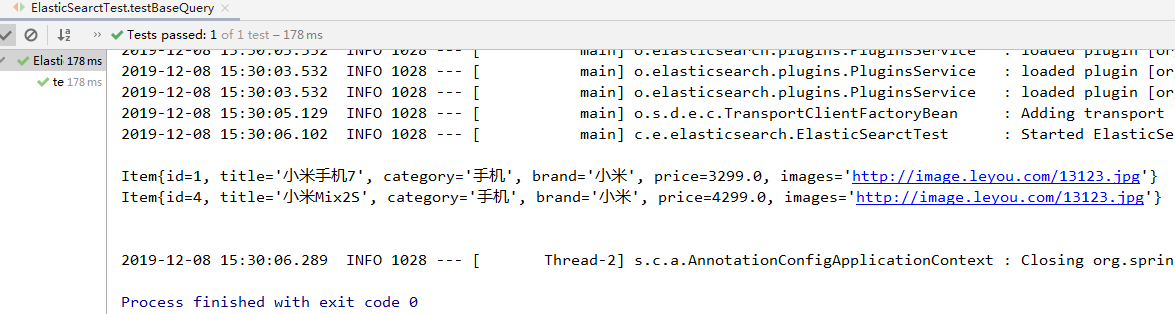 ElasticSearctTest.testBaseQuery ×
» Tests passed: 1 of 1 test – 178 ms
Elasti 178 ms
te 178 ms
2019-12-08 15:30:03.532 INFO 1028 --- [ main] o.elasticsearch.plugins.PluginsService : loaded plugin [or
2019-12-08 15:30:03.532 INFO 1028 --- [ main] o.elasticsearch.plugins.PluginsService : loaded plugin [or
2019-12-08 15:30:03.532 INFO 1028 --- [ main] o.elasticsearch.plugins.PluginsService : loaded plugin [or
2019-12-08 15:30:05.129 INFO 1028 --- [ main] o.s.d.e.c.TransportClientFactoryBean : Adding transport
2019-12-08 15:30:06.102 INFO 1028 --- [ main] c.e.elasticsearch.ElasticSearctTest : Started ElasticSe
Item{id=1, title='小米手机7', category='手机', brand='小米', price=3299.0, images='http://image.leyou.com/13123.jpg'}
Item{id=4, title='小米Mix2S', category='手机', brand='小米', price=4299.0, images='http://image.leyou.com/13123.jpg'}
2019-12-08 15:30:06.289 INFO 1028 --- [ Thread-2] s.c.a.AnnotationConfigApplicationContext : Closing org.sprin
Process finished with exit code 0